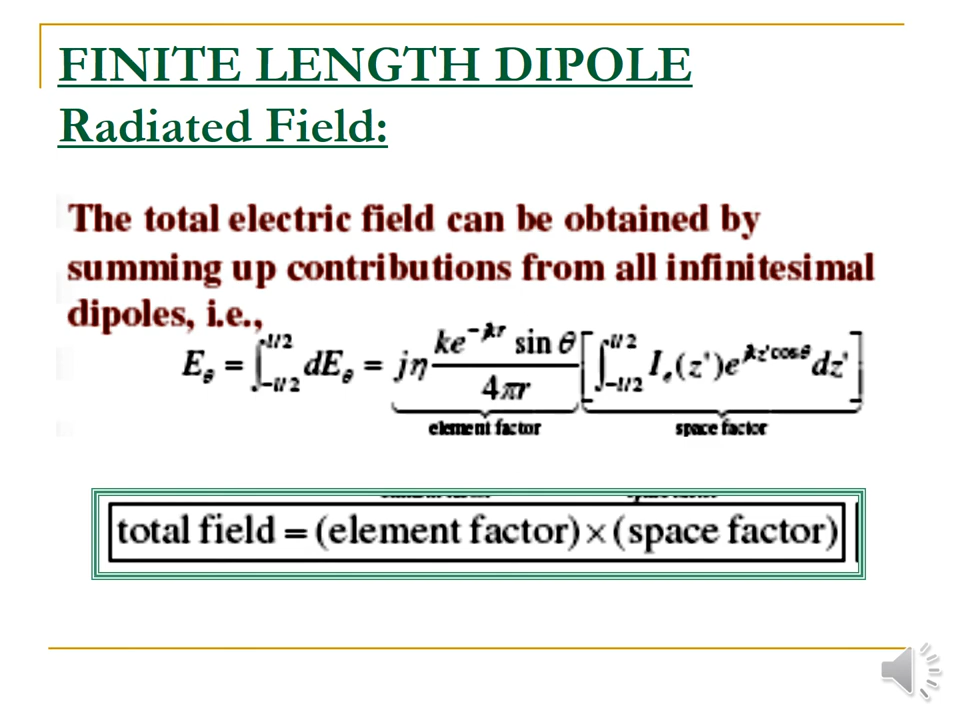 FINITE LENGTH DIPOLE
Radiated Field:
The total electric field can be obtained by
summing up contributions from all infinitesimal
dipoles, i.e.,
E_θ = ∫_{-l/2}^{l/2} dE_θ = jη (ke^{-jkr} sin θ)/(4πr) [∫_{-l/2}^{l/2} I_e(z')e^{jkz'cosθ} dz']
element factor space factor
total field = (element factor) × (space factor)